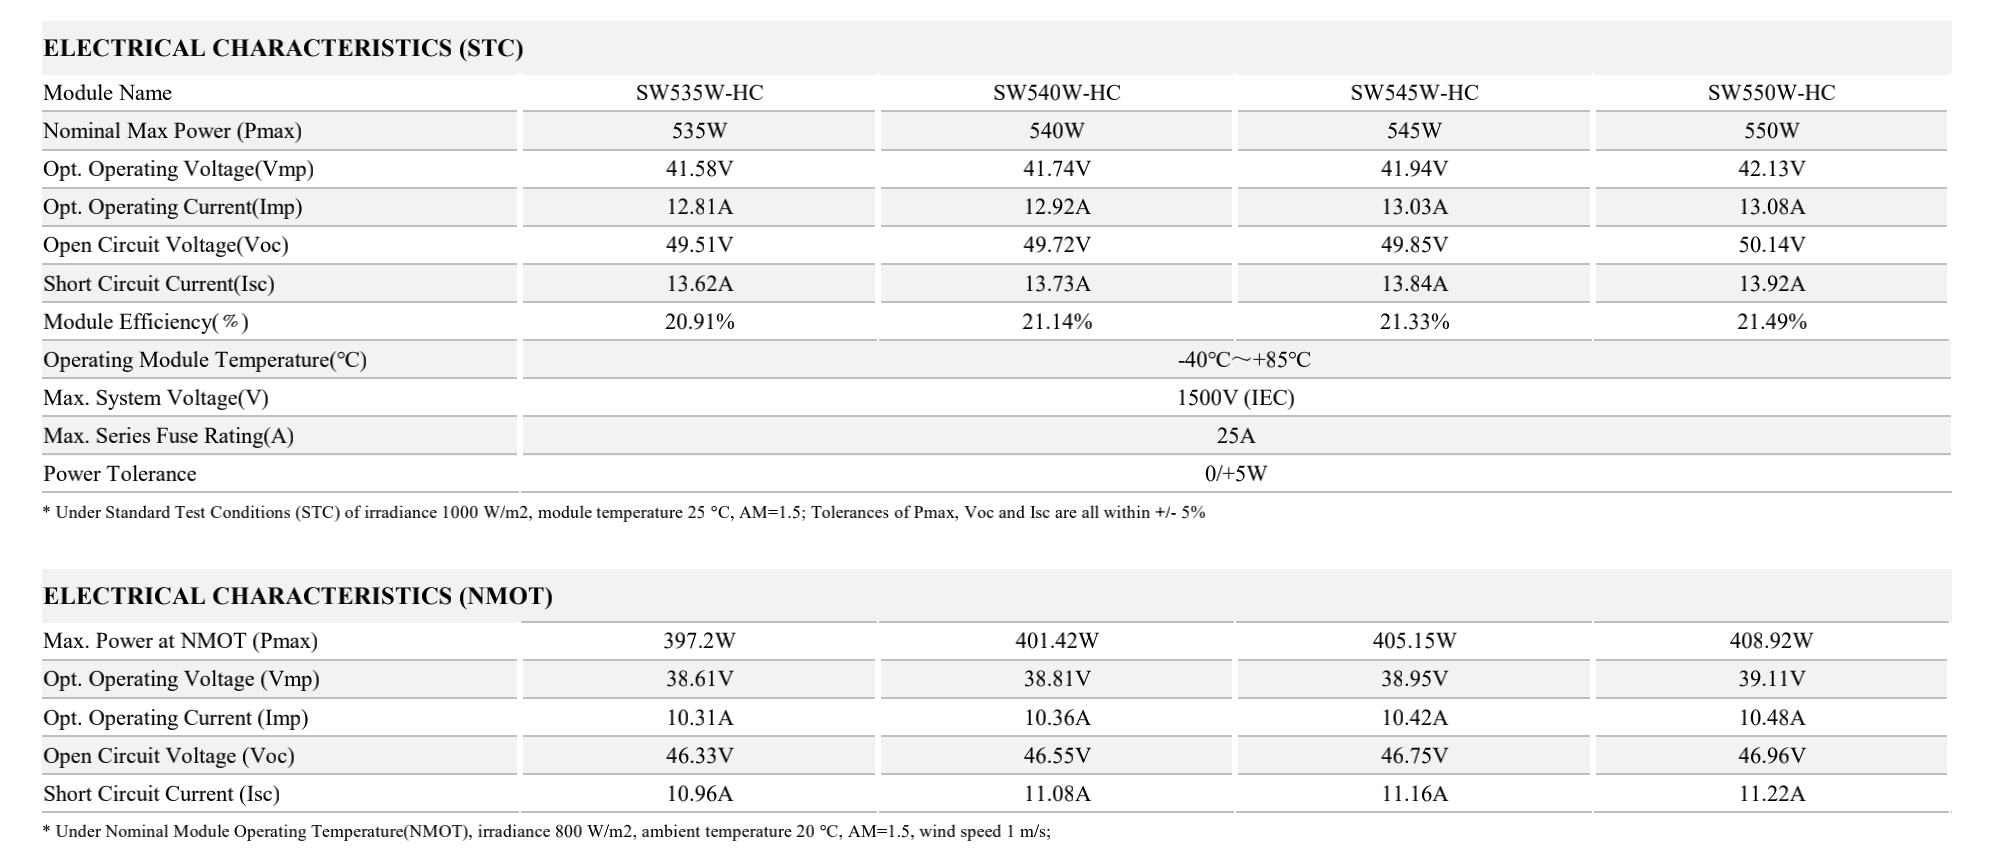 ELECTRICAL CHARACTERISTICS (STC)
Module Name SW535W-HC SW540W-HC SW545W-HC SW550W-HC
Nominal Max Power (Pmax) 535W 540W 545W 550W
Opt. Operating Voltage(Vmp) 41.58V 41.74V 41.94V 42.13V
Opt. Operating Current(Imp) 12.81A 12.92A 13.03A 13.08A
Open Circuit Voltage(Voc) 49.51V 49.72V 49.85V 50.14V
Short Circuit Current(Isc) 13.62A 13.73A 13.84A 13.92A
Module Efficiency(％) 20.91% 21.14% 21.33% 21.49%
Operating Module Temperature(℃) -40℃～+85℃
Max. System Voltage(V) 1500V (IEC)
Max. Series Fuse Rating(A) 25A
Power Tolerance 0/+5W
* Under Standard Test Conditions (STC) of irradiance 1000 W/m2, module temperature 25 °C, AM=1.5; Tolerances of Pmax, Voc and Isc are all within +/- 5%
ELECTRICAL CHARACTERISTICS (NMOT)
Max. Power at NMOT (Pmax) 397.2W 401.42W 405.15W 408.92W
Opt. Operating Voltage (Vmp) 38.61V 38.81V 38.95V 39.11V
Opt. Operating Current (Imp) 10.31A 10.36A 10.42A 10.48A
Open Circuit Voltage (Voc) 46.33V 46.55V 46.75V 46.96V
Short Circuit Current (Isc) 10.96A 11.08A 11.16A 11.22A
* Under Nominal Module Operating Temperature(NMOT), irradiance 800 W/m2, ambient temperature 20 ℃, AM=1.5, wind speed 1 m/s;